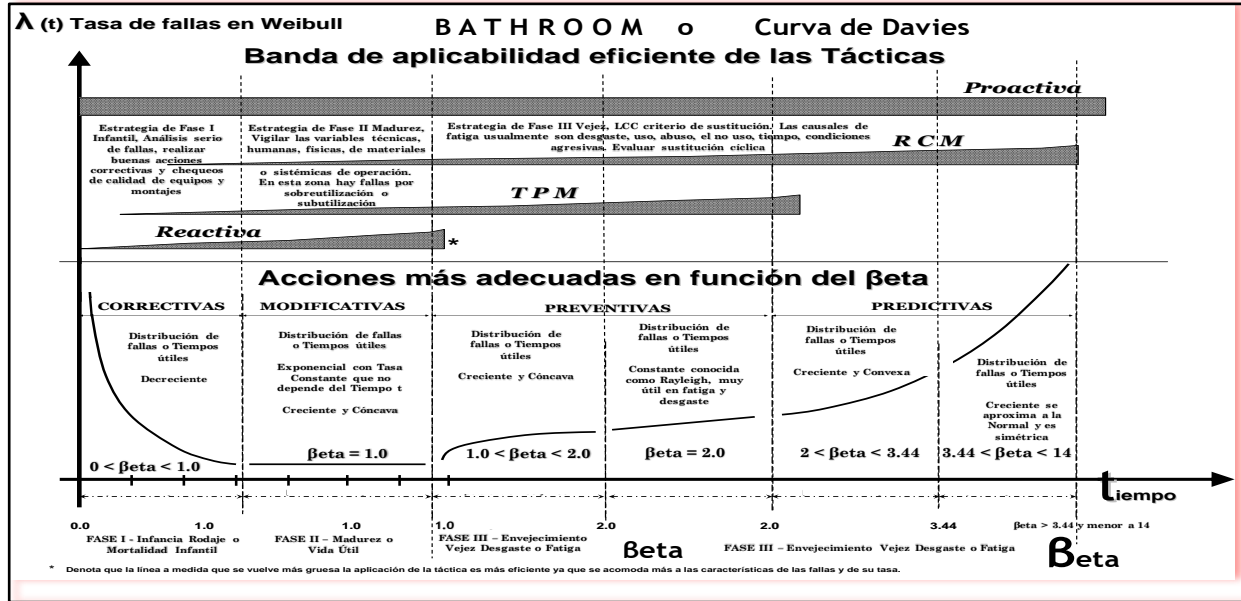 λ (t) Tasa de fallas en Weibull
BATHROOM o Curva de Davies
Banda de aplicabilidad eficiente de las Tácticas
Proactiva
Estrategia de Fase I
Infantil, Análisis serio
de fallas, realizar
buenas acciones
correctivas y chequeos
de calidad de equipos y
montajes
Estrategia de Fase II Madurez,
Vigilar las variables técnicas,
humanas, físicas, de materiales
o sistémicas de operación.
En esta zona hay fallas por
sobreutilización o
subutilización
Estrategia de Fase III Vejez, LCC criterio de sustitución. Las causales de
fatiga usualmente son desgaste, uso, abuso, el no uso, tiempo, condiciones
agresivas. Evaluar sustitución cíclica
RCM
TPM
Reactiva
*
Acciones más adecuadas en función del βeta
CORRECTIVAS
MODIFICATIVAS
PREVENTIVAS
PREDICTIVAS
Distribución de
fallas o Tiempos
útiles
Decreciente
0 < βeta < 1.0
Distribución de fallas
o Tiempos útiles
Exponencial con Tasa
Constante que no
depende del Tiempo t
Creciente y Cóncava
βeta = 1.0
Distribución de
fallas o Tiempos
útiles
Creciente y Cóncava
1.0 < βeta < 2.0
Distribución de
fallas o Tiempos
útiles
Constante conocida
como Rayleigh, muy
útil en fatiga y
desgaste
βeta = 2.0
Distribución de
fallas o Tiempos
útiles
Creciente y Convexa
2 < βeta < 3.44
Distribución de
fallas o Tiempos
útiles
Creciente se
aproxima a la
Normal y es
simétrica
3.44 < βeta < 14
tiempo
0.0 1.0 1.0 1.0 2.0 2.0 3.44 βeta > 3.44 y menor a 14
FASE I - Infancia Rodaje o
Mortalidad Infantil
FASE II – Madurez o
Vida Útil
FASE III – Envejecimiento
Vejez Desgaste o Fatiga
βeta
FASE III – Envejecimiento Vejez Desgaste o Fatiga
βeta
* Denota que la línea a medida que se vuelve más gruesa la aplicación de la táctica es más eficiente ya que se acomoda más a las características de las fallas y de su tasa.